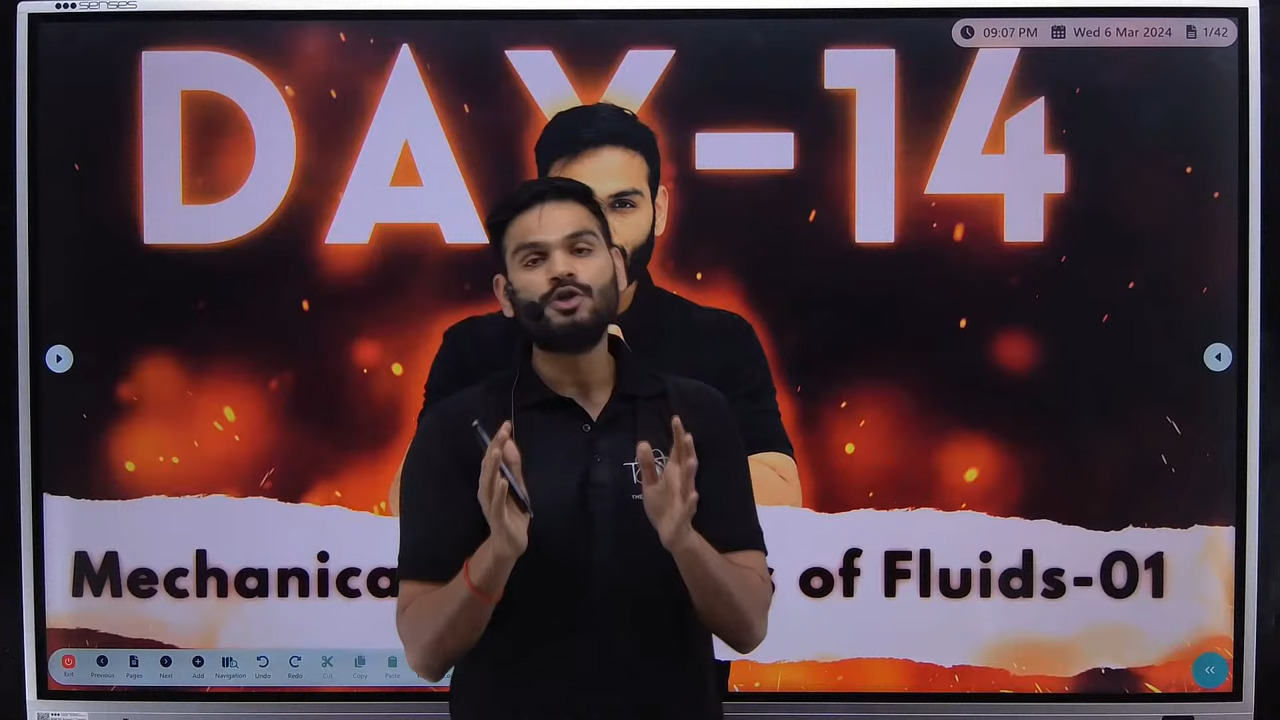 senses
09:07 PM Wed 6 Mar 2024 1/42
DAY-14
of Fluids-01
Exit Previous Pages Next Add Navigation Undo Redo Cut Copy Paste